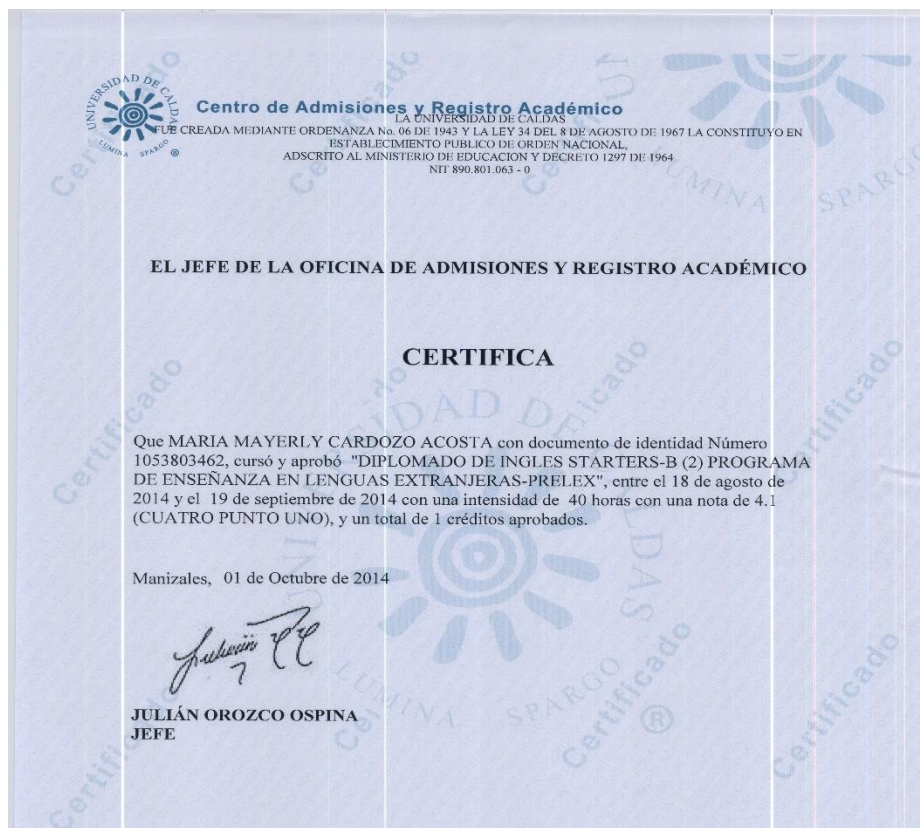 UNIVERSIDAD DE CALDAS
LUMINA SPARGO
®
Centro de Admisiones y Registro Académico
LA UNIVERSIDAD DE CALDAS
FUE CREADA MEDIANTE ORDENANZA No. 06 DE 1943 Y LA LEY 34 DEL 8 DE AGOSTO DE 1967 LA CONSTITUYO EN
ESTABLECIMIENTO PUBLICO DE ORDEN NACIONAL,
ADSCRITO AL MINISTERIO DE EDUCACION Y DECRETO 1297 DE 1964
NIT 890.801.063 - 0
EL JEFE DE LA OFICINA DE ADMISIONES Y REGISTRO ACADÉMICO
CERTIFICA
Que MARIA MAYERLY CARDOZO ACOSTA con documento de identidad Número
1053803462, cursó y aprobó "DIPLOMADO DE INGLES STARTERS-B (2) PROGRAMA
DE ENSEÑANZA EN LENGUAS EXTRANJERAS-PRELEX", entre el 18 de agosto de
2014 y el 19 de septiembre de 2014 con una intensidad de 40 horas con una nota de 4.1
(CUATRO PUNTO UNO), y un total de 1 créditos aprobados.
Manizales, 01 de Octubre de 2014
JULIÁN OROZCO OSPINA
JEFE